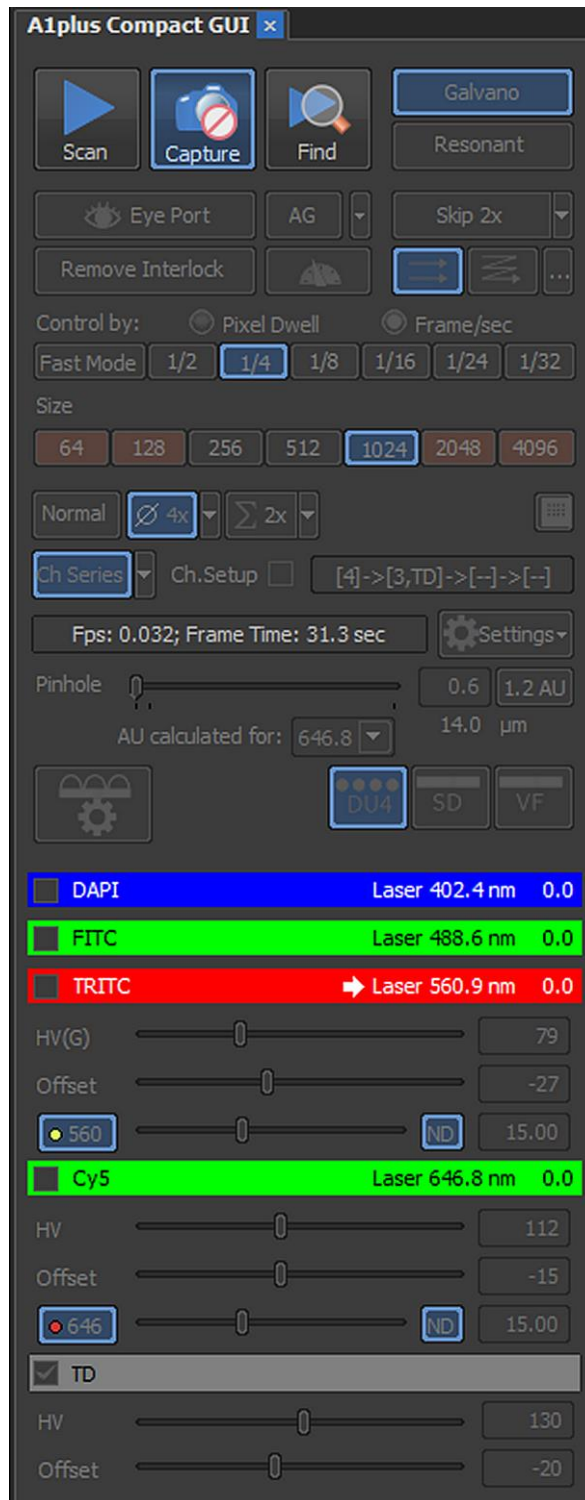 A1plus Compact GUI ×
Scan Capture Find Galvano
Resonant
Eye Port AG Skip 2x
Remove Interlock ...
Control by: Pixel Dwell Frame/sec
Fast Mode 1/2 1/4 1/8 1/16 1/24 1/32
Size
64 128 256 512 1024 2048 4096
Normal Ø 4x ∑ 2x
Ch Series Ch.Setup [4]->[3,TD]->[--]->[--]
Fps: 0.032; Frame Time: 31.3 sec Settings
Pinhole 0.6 1.2 AU
AU calculated for: 646.8 14.0 µm
DU4 SD VF
DAPI Laser 402.4 nm 0.0
FITC Laser 488.6 nm 0.0
TRITC Laser 560.9 nm 0.0
HV(G) 79
Offset -27
560 ND 15.00
Cy5 Laser 646.8 nm 0.0
HV 112
Offset -15
646 ND 15.00
TD
HV 130
Offset -20